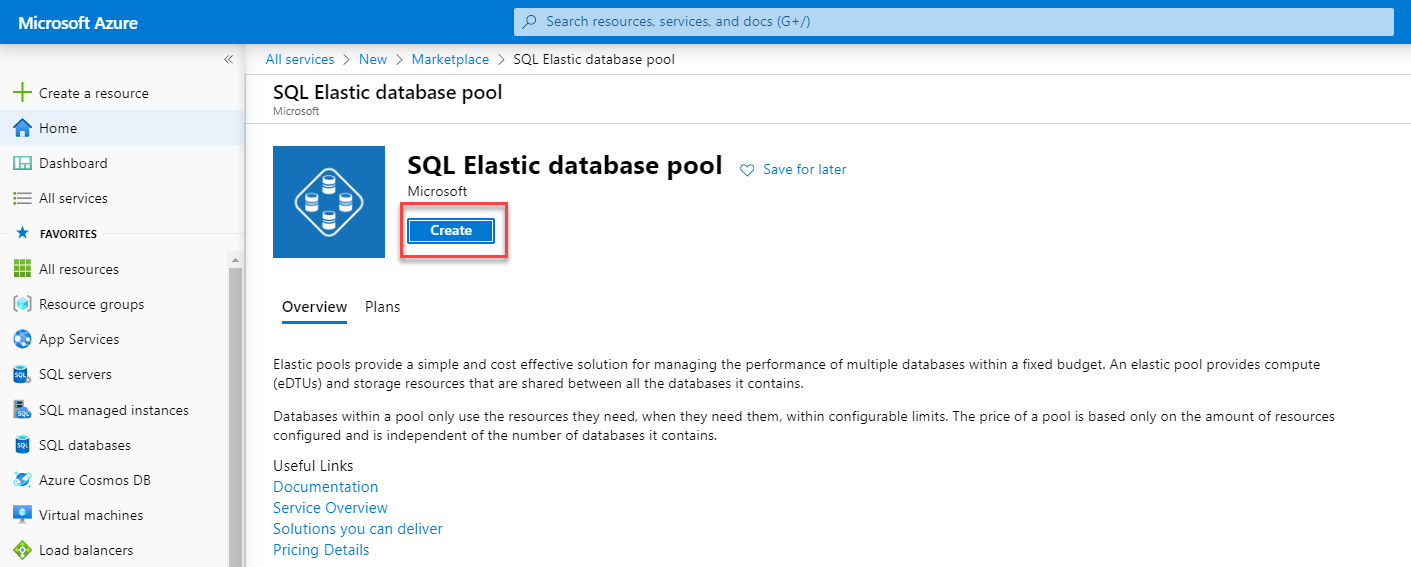 Microsoft Azure
Search resources, services, and docs (G+/)
«
All services > New > Marketplace > SQL Elastic database pool
Create a resource
Home
Dashboard
All services
FAVORITES
All resources
Resource groups
App Services
SQL servers
SQL managed instances
SQL databases
Azure Cosmos DB
Virtual machines
Load balancers
SQL Elastic database pool
Microsoft
SQL Elastic database pool
Save for later
Microsoft
Create
Overview Plans
Elastic pools provide a simple and cost effective solution for managing the performance of multiple databases within a fixed budget. An elastic pool provides compute
(eDTUs) and storage resources that are shared between all the databases it contains.
Databases within a pool only use the resources they need, when they need them, within configurable limits. The price of a pool is based only on the amount of resources
configured and is independent of the number of databases it contains.
Useful Links
Documentation
Service Overview
Solutions you can deliver
Pricing Details